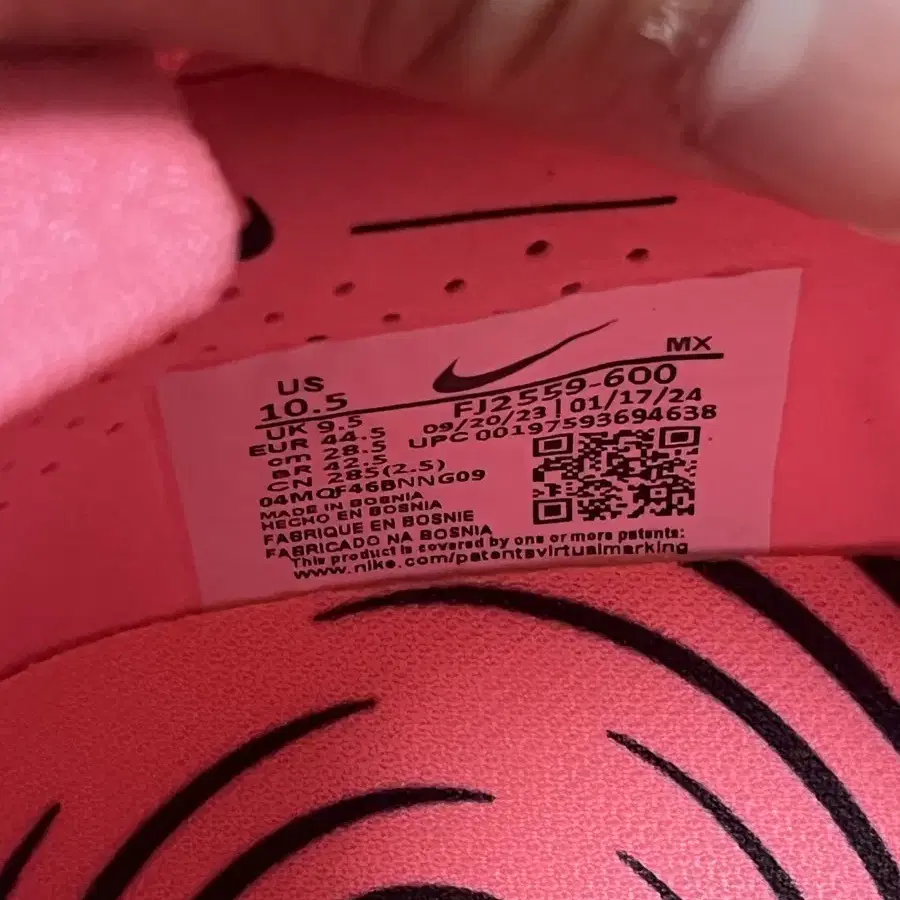 US
10.5
MX
UK 9.5
FJ2559-600
EUR 44.5
09/20/23 | 01/17/24
cm 28.5
UPC 00197593694638
BR 42.5
CN 285(2.5)
04MQF46BNNG09
MADE IN BOSNIA
HECHO EN BOSNIA
FABRIQUE EN BOSNIE
FABRICADO NA BOSNIA
This product is covered by one or more patents:
www.nike.com/patentsvirtualmarking